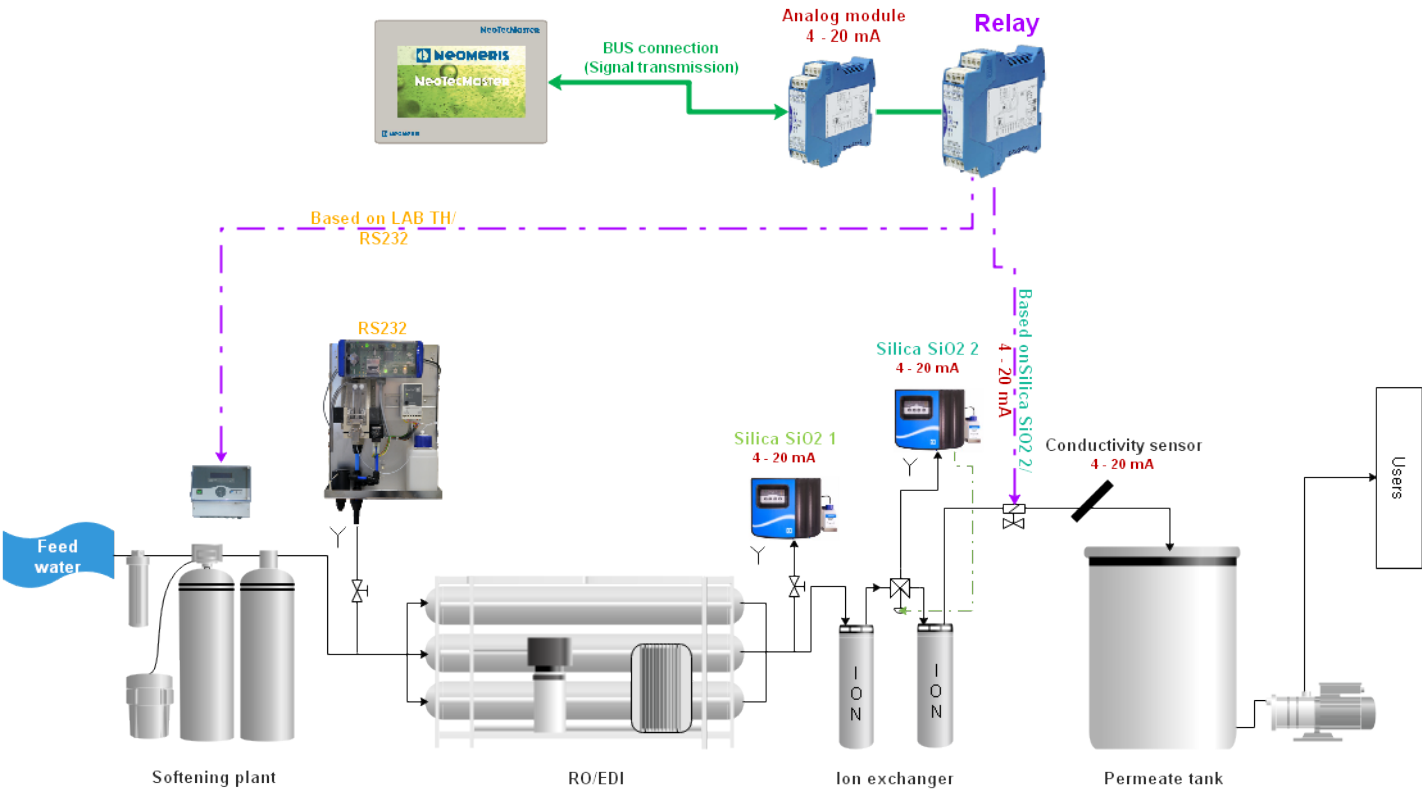 Analog module
4 - 20 mA
Relay
NeoTecMaster
NEOMERIS
NeoTecMaster
BUS connection
(Signal transmission)
Based on LAB TH/
RS232
RS232
Based onSilica SiO2 2/
4 - 20 mA
Silica SiO2 2
4 - 20 mA
Silica SiO2 1
4 - 20 mA
Conductivity sensor
4 - 20 mA
Users
Feed
water
ION
ION
Softening plant
RO/EDI
Ion exchanger
Permeate tank